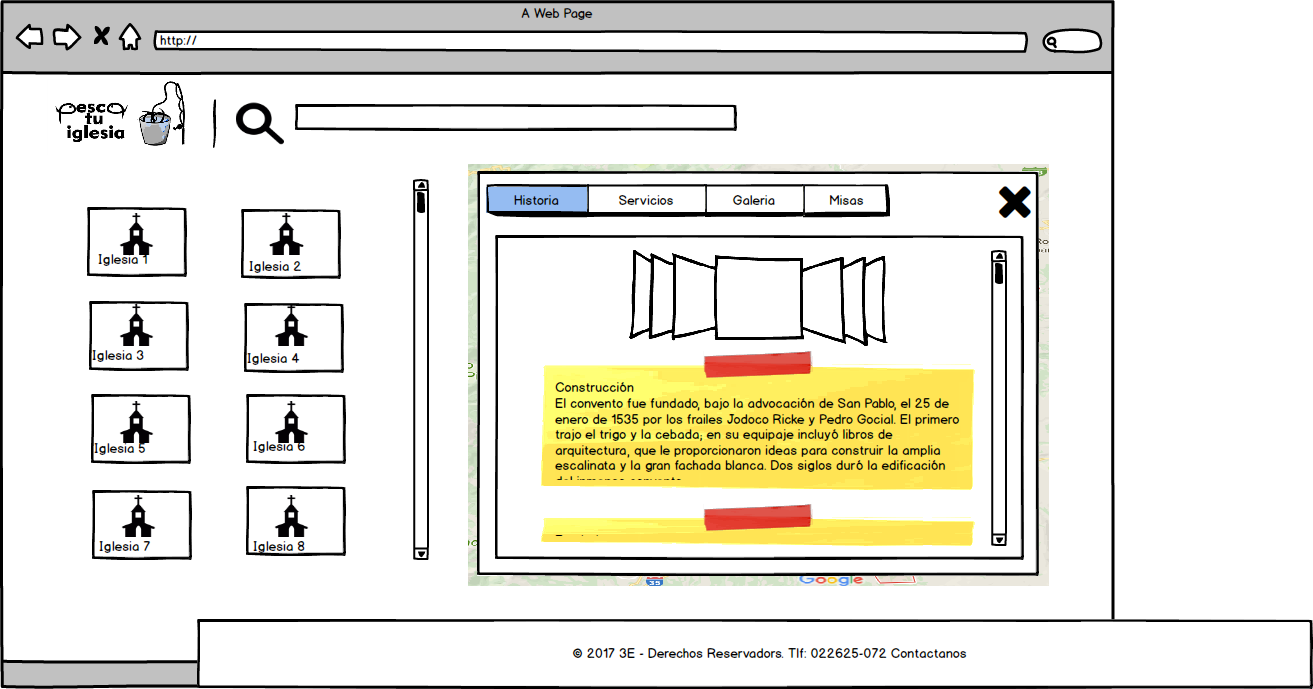 A Web Page
http://
pesca
tu
iglesia
Historia
Servicios
Galeria
Misas
Iglesia 1
Iglesia 2
Iglesia 3
Iglesia 4
Iglesia 5
Iglesia 6
Iglesia 7
Iglesia 8
Construcción
El convento fue fundado, bajo la advocación de San Pablo, el 25 de
enero de 1535 por los frailes Jodoco Ricke y Pedro Gocial. El primero
trajo el trigo y la cebada; en su equipaje incluyó libros de
arquitectura, que le proporcionaron ideas para construir la amplia
escalinata y la gran fachada blanca. Dos siglos duró la edificación
del inmenso convento
Google
35
© 2017 3E - Derechos Reservadors. Tlf: 022625-072 Contactanos